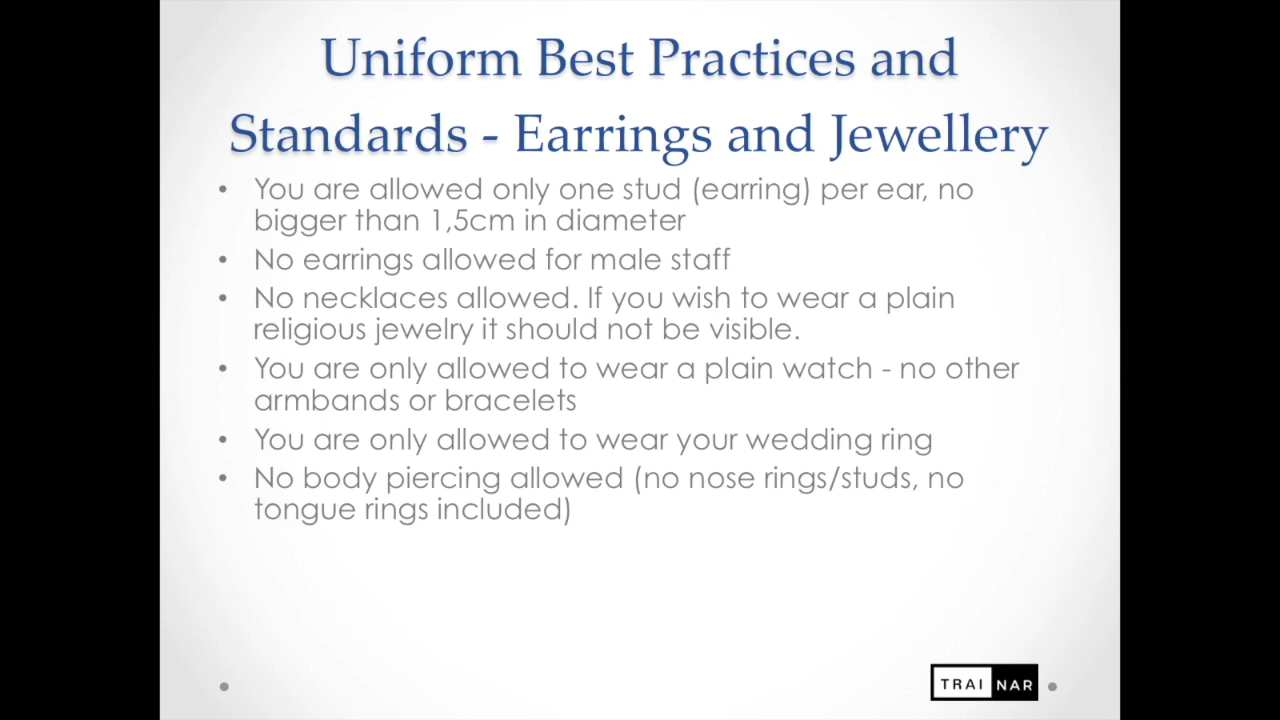 Uniform Best Practices and
Standards - Earrings and Jewellery
• You are allowed only one stud (earring) per ear, no
bigger than 1,5cm in diameter
• No earrings allowed for male staff
• No necklaces allowed. If you wish to wear a plain
religious jewelry it should not be visible.
• You are only allowed to wear a plain watch - no other
armbands or bracelets
• You are only allowed to wear your wedding ring
• No body piercing allowed (no nose rings/studs, no
tongue rings included)
TRAI NAR